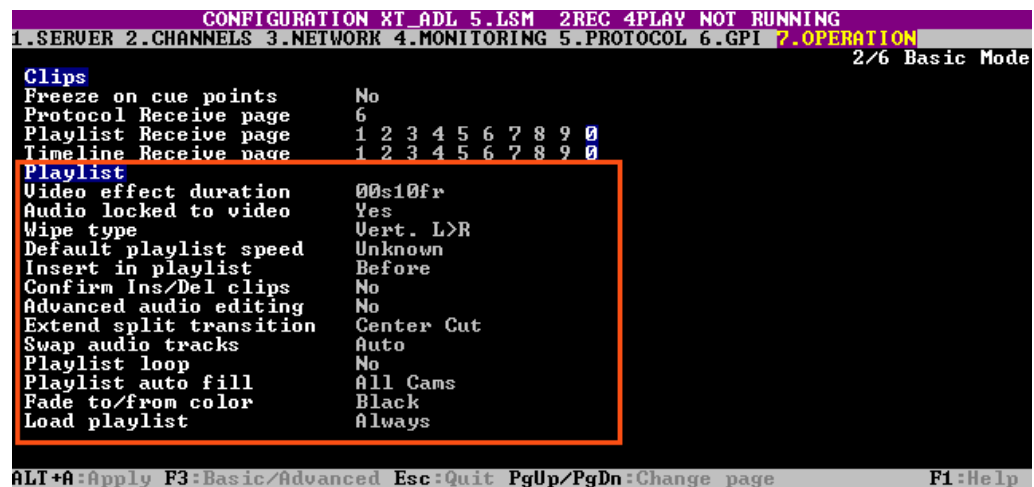 CONFIGURATION XT_ADL 5.LSM 2REC 4PLAY NOT RUNNING
1.SERVER 2.CHANNELS 3.NETWORK 4.MONITORING 5.PROTOCOL 6.GPI 7.OPERATION
2/6 Basic Mode
Clips
Freeze on cue points No
Protocol Receive page 6
Playlist Receive page 1 2 3 4 5 6 7 8 9 0
Timeline Receive page 1 2 3 4 5 6 7 8 9 0
Playlist
Video effect duration 00s10fr
Audio locked to video Yes
Wipe type Vert. L>R
Default playlist speed Unknown
Insert in playlist Before
Confirm Ins/Del clips No
Advanced audio editing No
Extend split transition Center Cut
Swap audio tracks Auto
Playlist loop No
Playlist auto fill All Cams
Fade to/from color Black
Load playlist Always
ALT+A:Apply F3:Basic/Advanced Esc:Quit PgUp/PgDn:Change page F1:Help